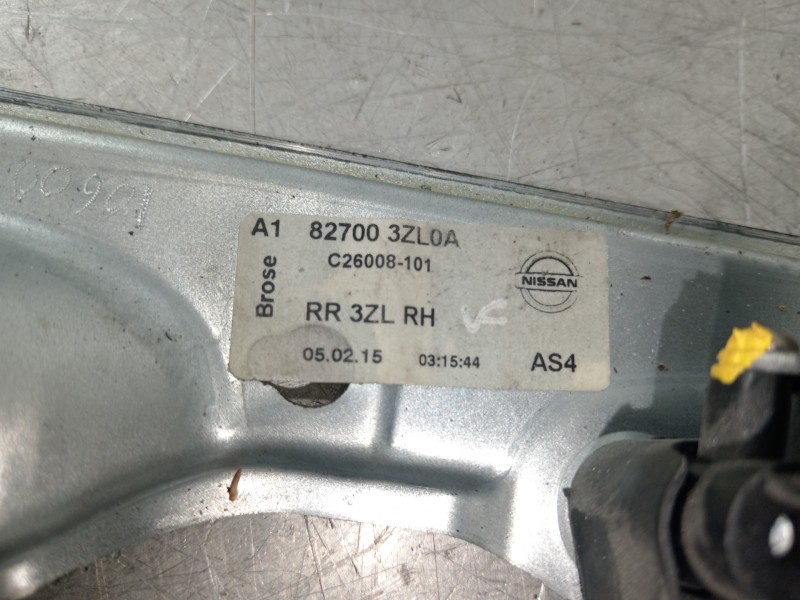 A1 82700 3ZL0A
C26008-101
Brose
NISSAN
RR 3ZL RH
05.02.15 03:15:44 AS4